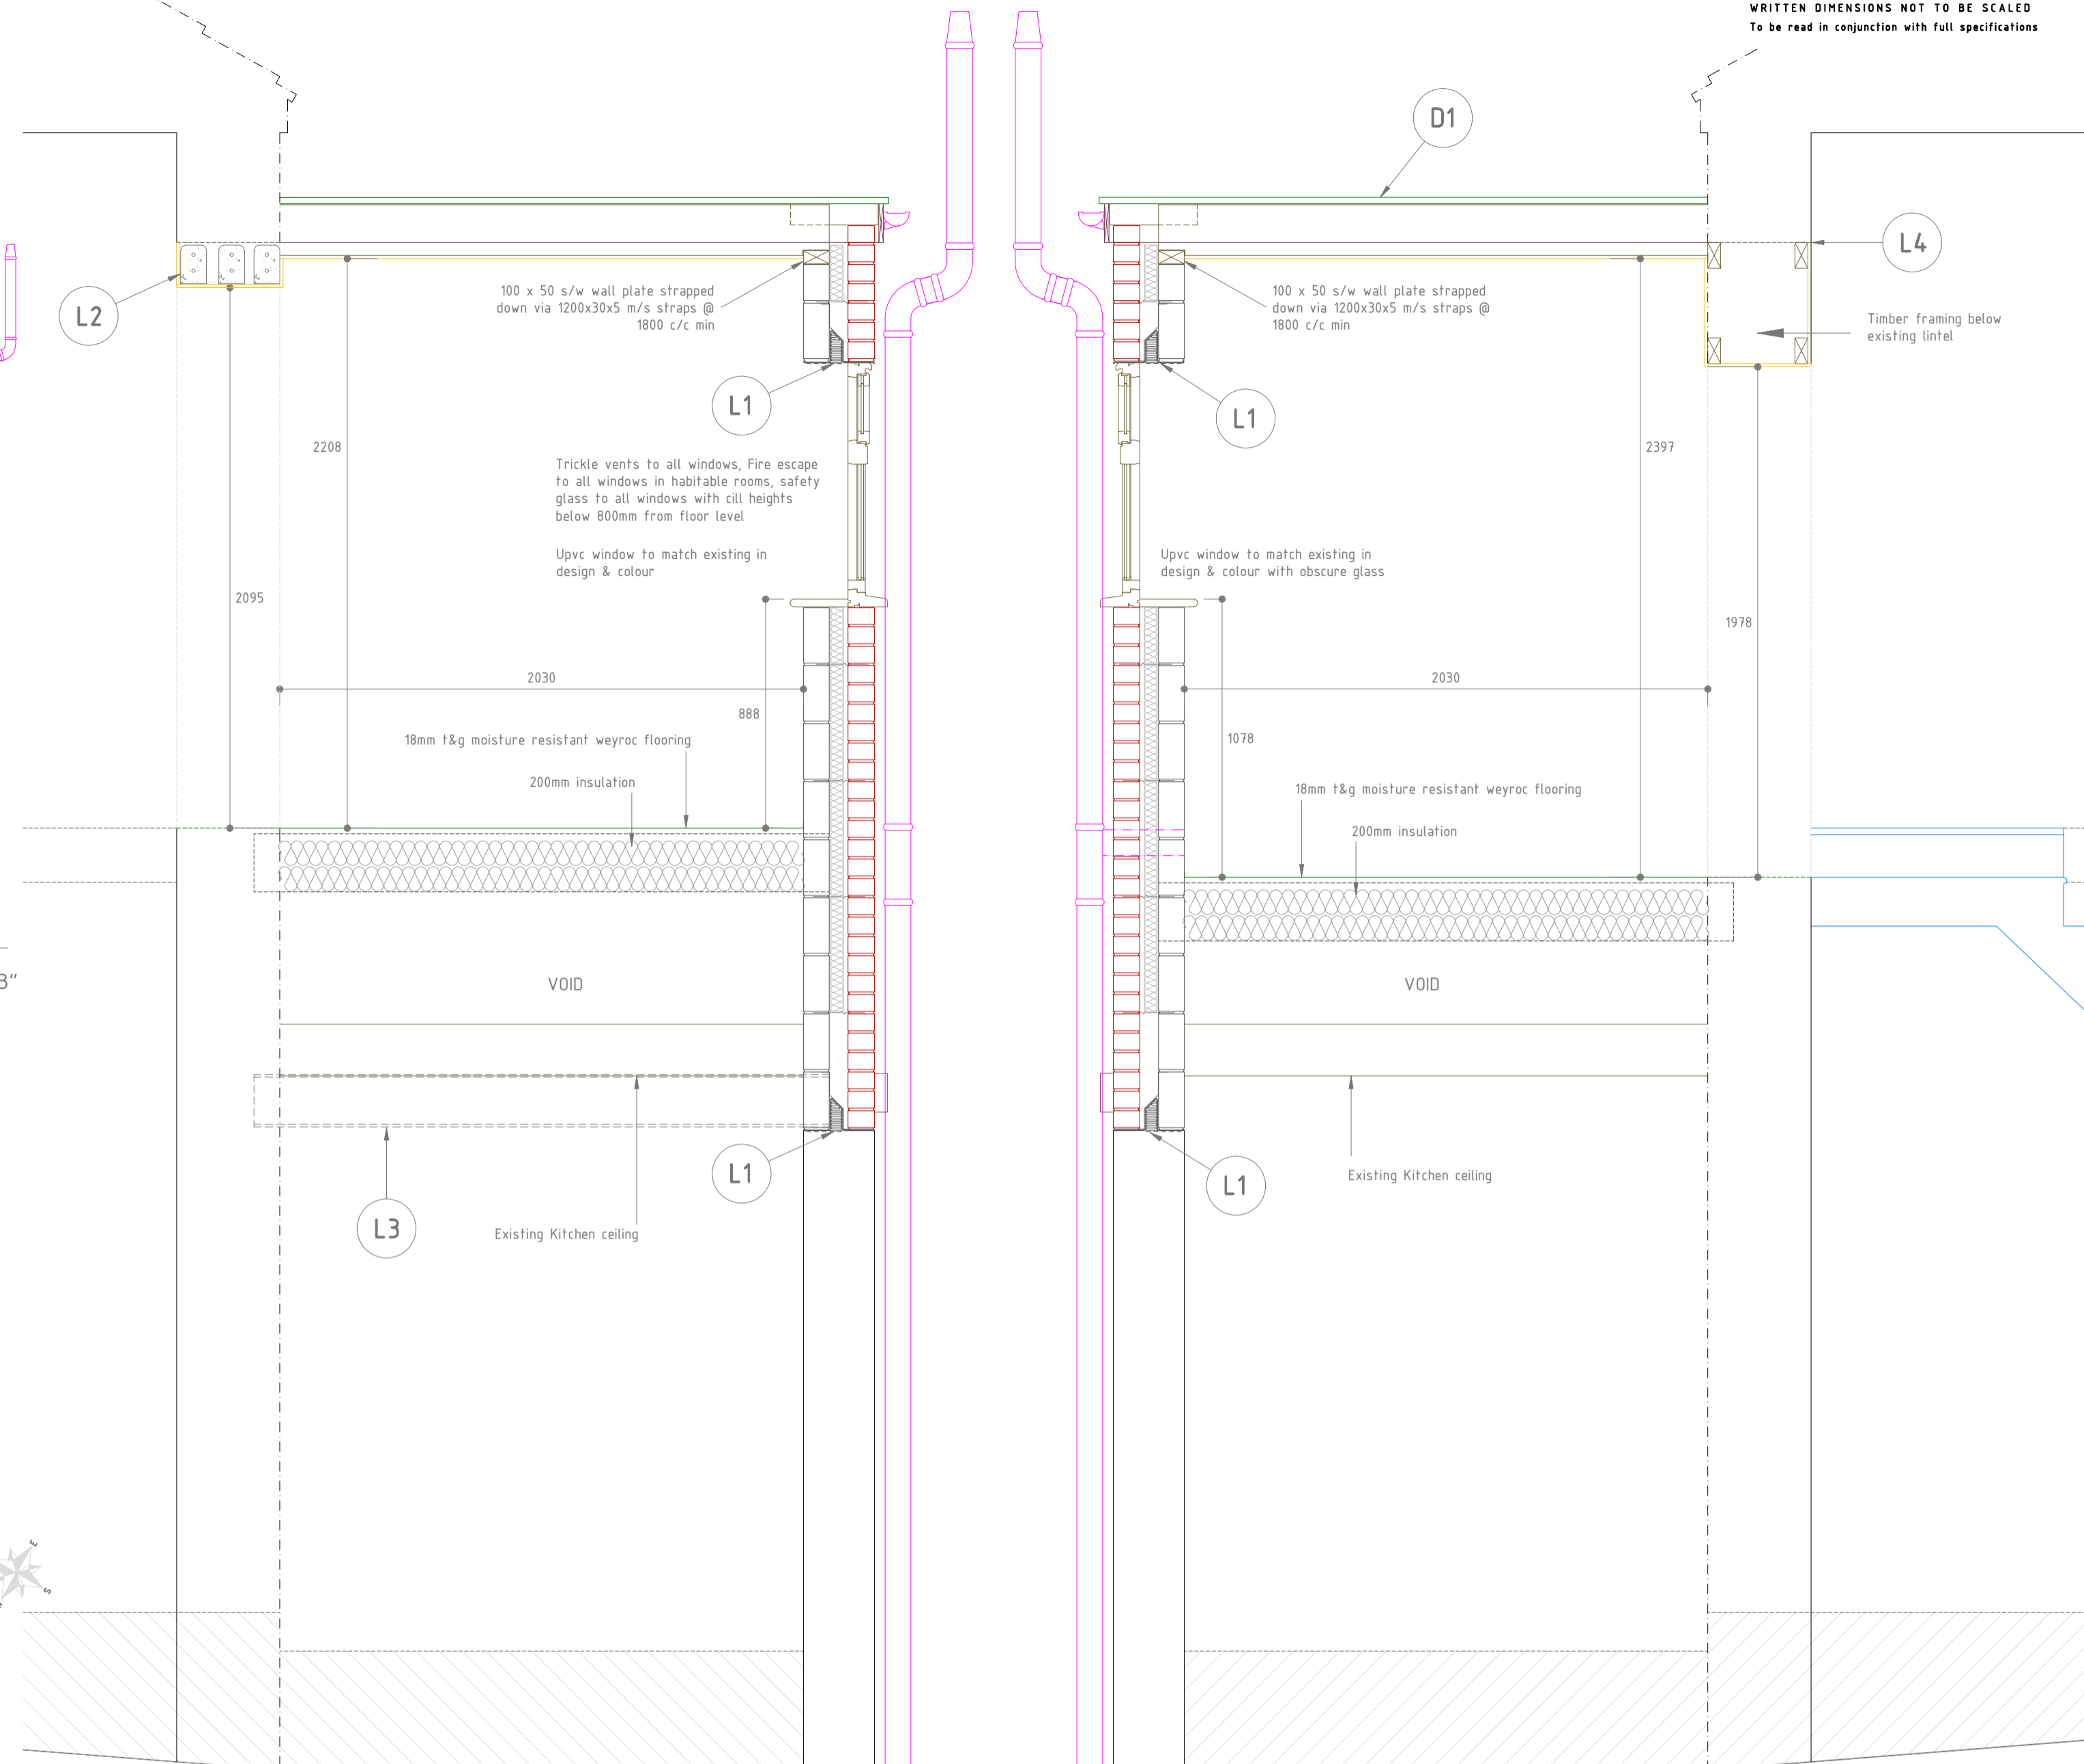 WRITTEN DIMENSIONS NOT TO BE SCALED
To be read in conjunction with full specifications
D1
L4
L2
100 x 50 s/w wall plate strapped
down via 1200x30x5 m/s straps @
1800 c/c min
100 x 50 s/w wall plate strapped
down via 1200x30x5 m/s straps @
1800 c/c min
Timber framing below
existing lintel
L1
L1
2208
2397
Trickle vents to all windows, Fire escape
to all windows in habitable rooms, safety
glass to all windows with cill heights
below 800mm from floor level
Upvc window to match existing in
design & colour
Upvc window to match existing in
design & colour with obscure glass
2095
1978
2030
2030
888
1078
18mm t&g moisture resistant weyroc flooring
200mm insulation
18mm t&g moisture resistant weyroc flooring
200mm insulation
VOID
VOID
L1
L1
Existing Kitchen ceiling
L3
Existing Kitchen ceiling
E
S